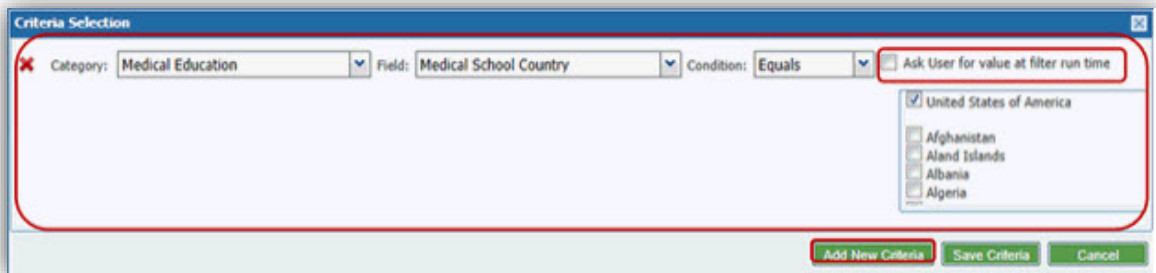 Criteria Selection
Category: Medical Education Field: Medical School Country Condition: Equals Ask User for value at filter run time
United States of America
Afghanistan
Aland Islands
Albania
Algeria
Add New Criteria Save Criteria Cancel